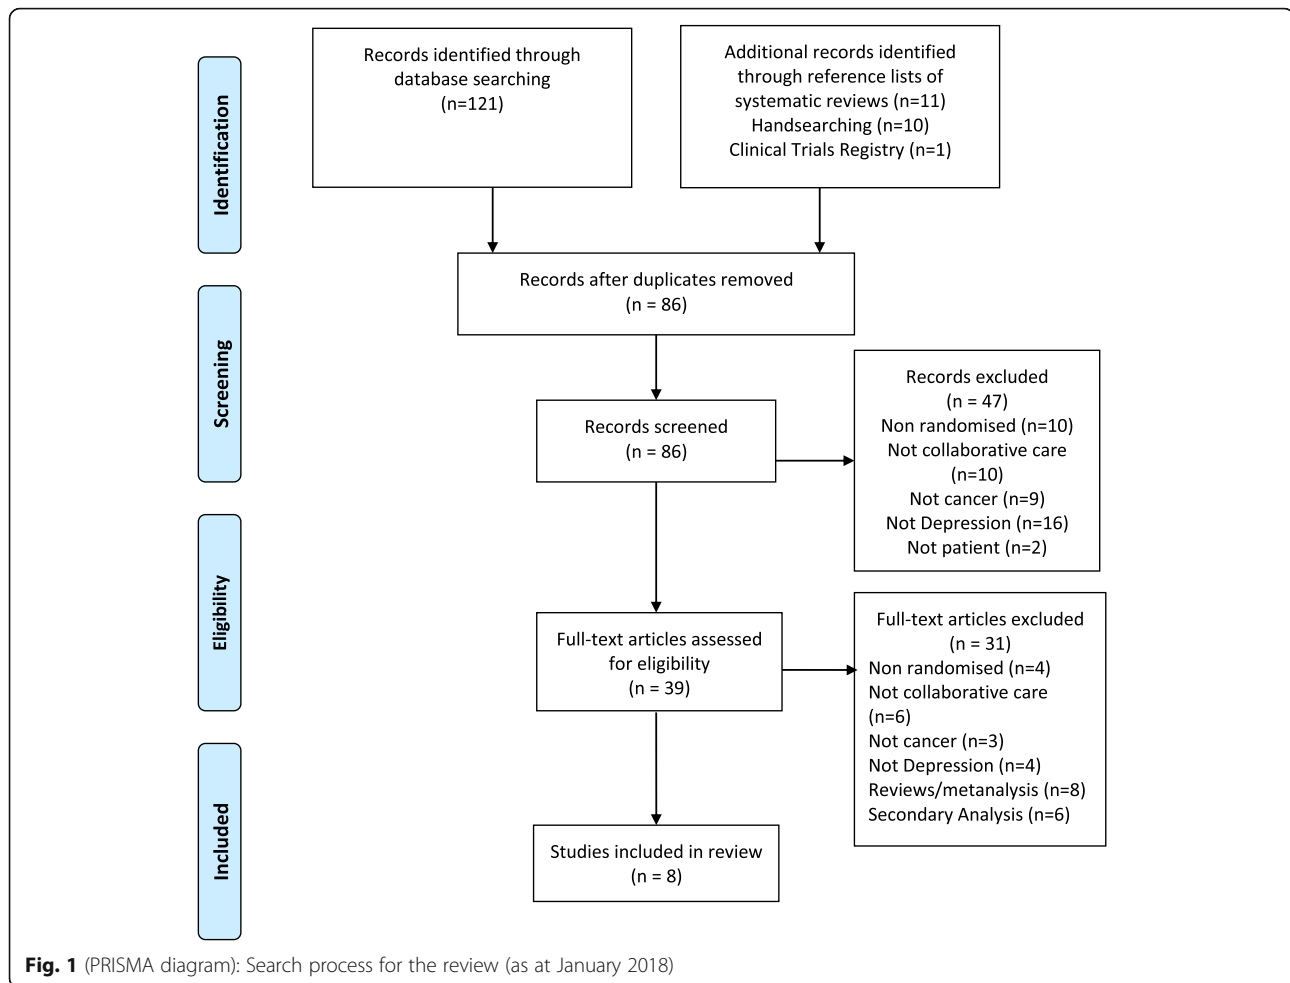 Identification
Records identified through
database searching
(n=121)
Additional records identified
through reference lists of
systematic reviews (n=11)
Handsearching (n=10)
Clinical Trials Registry (n=1)
Records after duplicates removed
(n = 86)
Screening
Records screened
(n = 86)
Records excluded
(n = 47)
Non randomised (n=10)
Not collaborative care
(n=10)
Not cancer (n=9)
Not Depression (n=16)
Not patient (n=2)
Eligibility
Full-text articles assessed
for eligibility
(n = 39)
Full-text articles excluded
(n = 31)
Non randomised (n=4)
Not collaborative care
(n=6)
Not cancer (n=3)
Not Depression (n=4)
Reviews/metanalysis (n=8)
Secondary Analysis (n=6)
Included
Studies included in review
(n = 8)
Fig. 1 (PRISMA diagram): Search process for the review (as at January 2018)